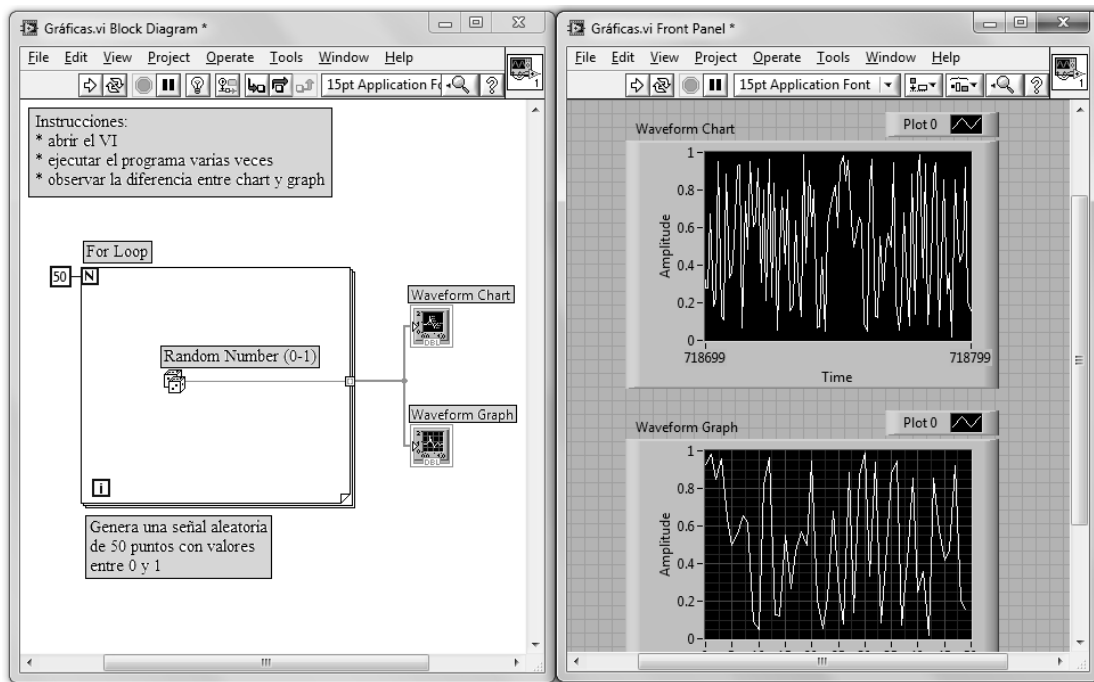 Gráficas.vi Block Diagram *
File Edit View Project Operate Tools Window Help
15pt Application Fo
1
Instrucciones:
* abrir el VI
* ejecutar el programa varias veces
* observar la diferencia entre chart y graph
For Loop
50 N
Waveform Chart
DBL
Random Number (0-1)
Waveform Graph
DBL
i
Genera una señal aleatoria
de 50 puntos con valores
entre 0 y 1
Gráficas.vi Front Panel *
File Edit View Project Operate Tools Window Help
15pt Application Font
1
Waveform Chart
Plot 0
Amplitude
1
0.8
0.6
0.4
0.2
0
718699 718799
Time
Waveform Graph
Plot 0
Amplitude
1
0.8
0.6
0.4
0.2
0